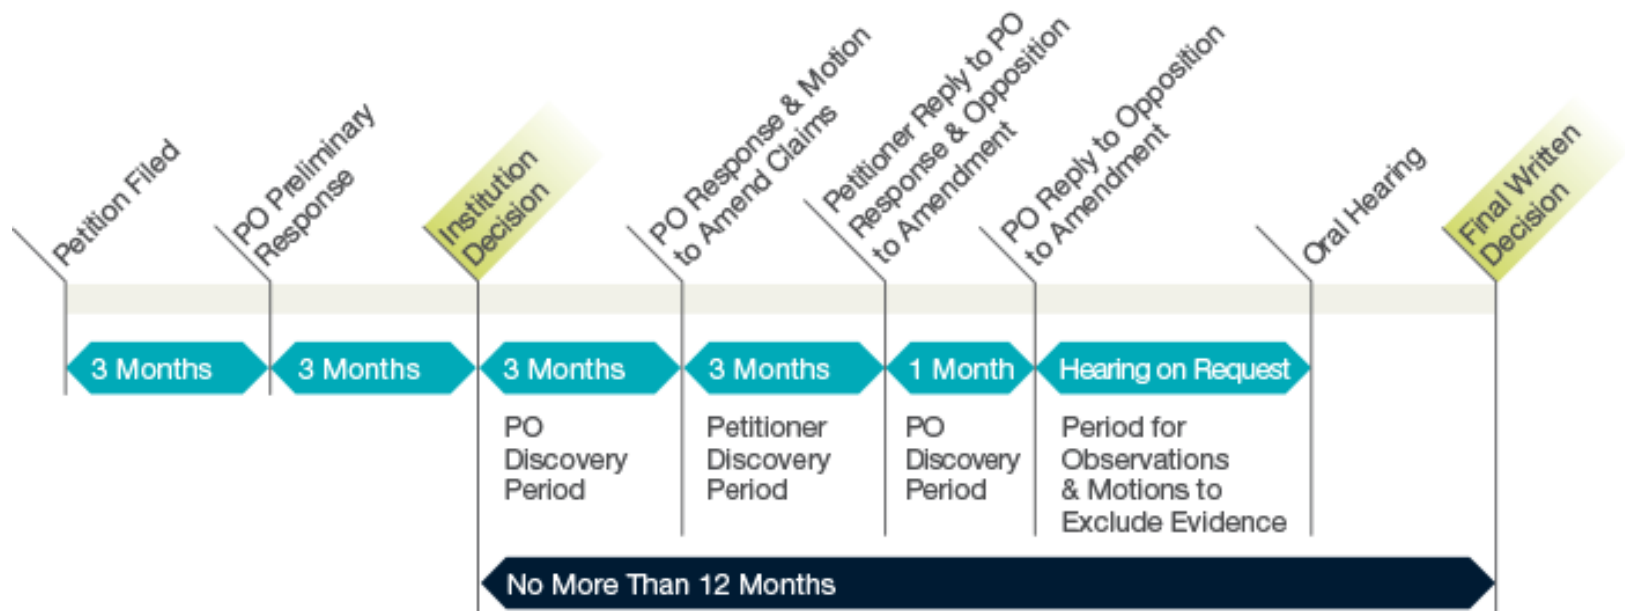 Petition Filed
PO Preliminary
Response
Institution
Decision
PO Response & Motion
to Amend Claims
Petitioner Reply to PO
Response & Opposition
to Amendment
PO Reply to Opposition
to Amendment
Oral Hearing
Final Written
Decision
3 Months
3 Months
3 Months
3 Months
1 Month
Hearing on Request
PO
Discovery
Period
Petitioner
Discovery
Period
PO
Discovery
Period
Period for
Observations
& Motions to
Exclude Evidence
No More Than 12 Months